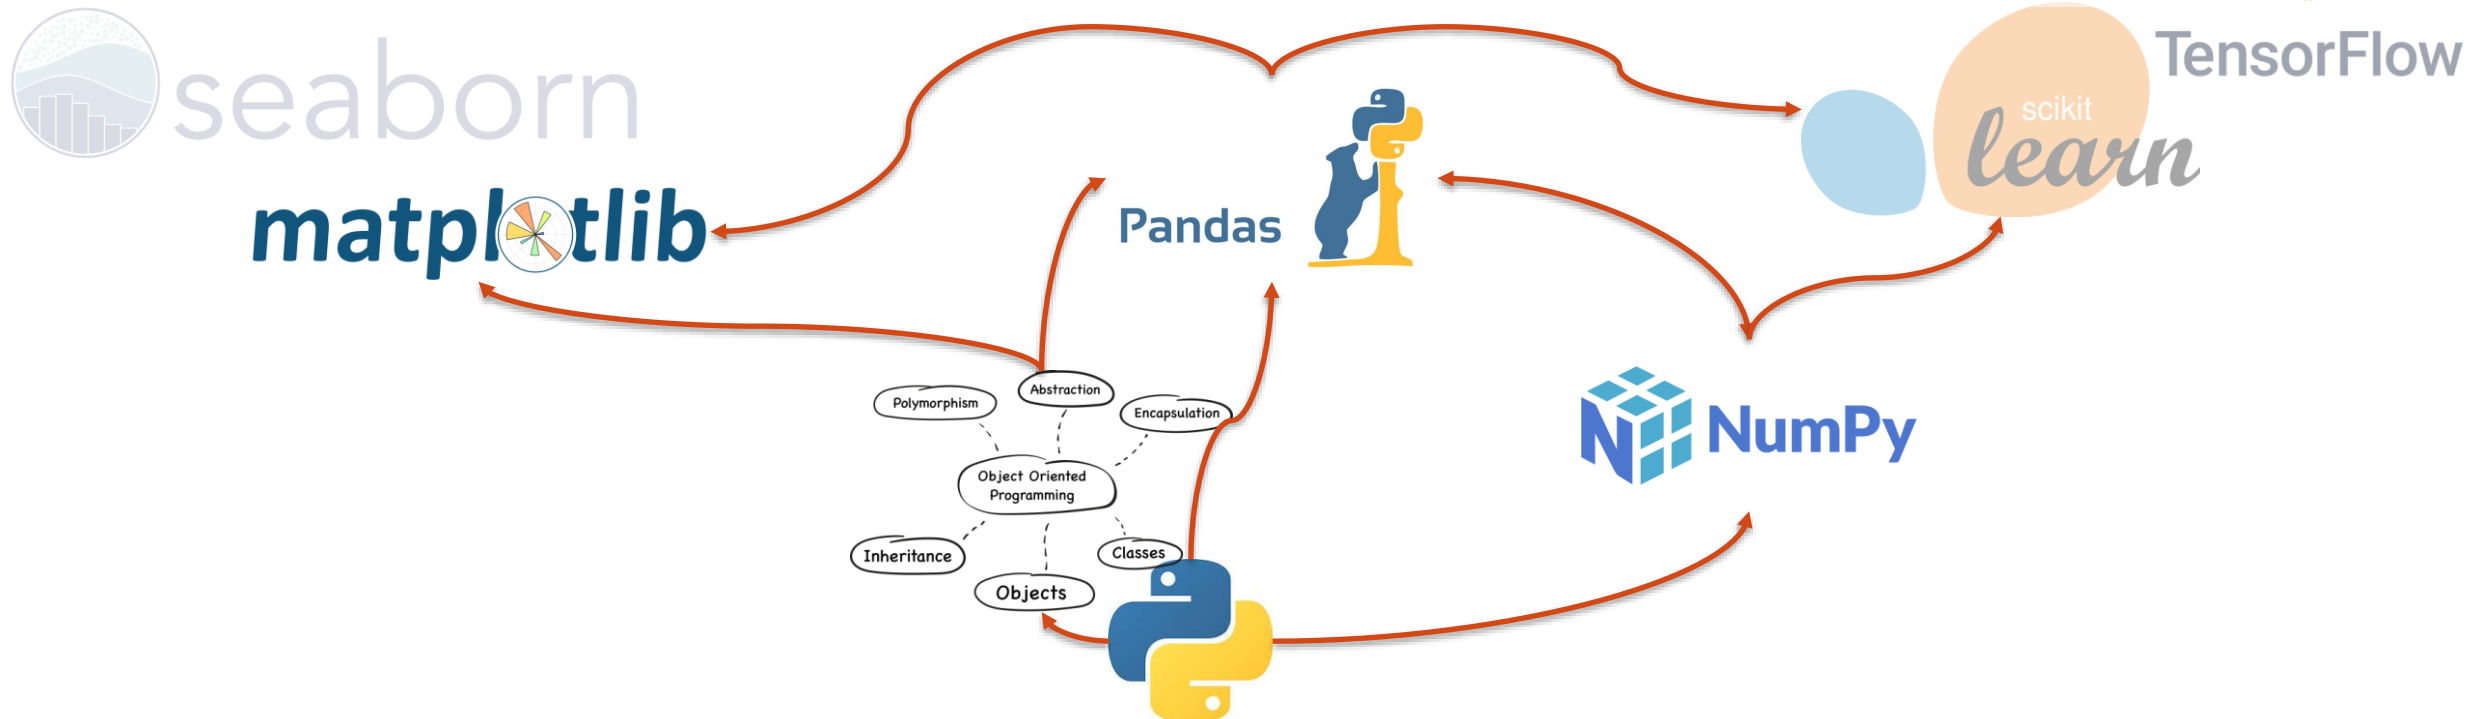 seaborn
matplotlib
Pandas
scikit
learn
TensorFlow
Polymorphism
Abstraction
Encapsulation
Object Oriented
Programming
Inheritance
Classes
Objects
NumPy